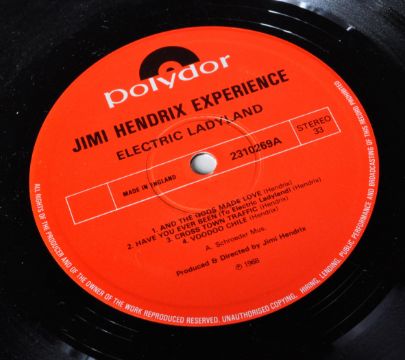 polydor
JIMI HENDRIX EXPERIENCE
ELECTRIC LADYLAND
STEREO
33
2310269A
MADE IN ENGLAND
1. AND THE GODS MADE LOVE (Hendrix)
2. HAVE YOU EVER BEEN (To Electric Ladyland) (Hendrix)
3. CROSS TOWN TRAFFIC (Hendrix)
4. VOODOO CHILE (Hendrix)
A. Schroeder Mus.
Produced & Directed by Jimi Hendrix
℗ 1968
ALL RIGHTS OF THE PRODUCER AND OF THE OWNER OF THE WORK REPRODUCED RESERVED. UNAUTHORISED COPYING, HIRING, LENDING, PUBLIC PERFORMANCE AND BROADCASTING OF THIS RECORD PROHIBITED